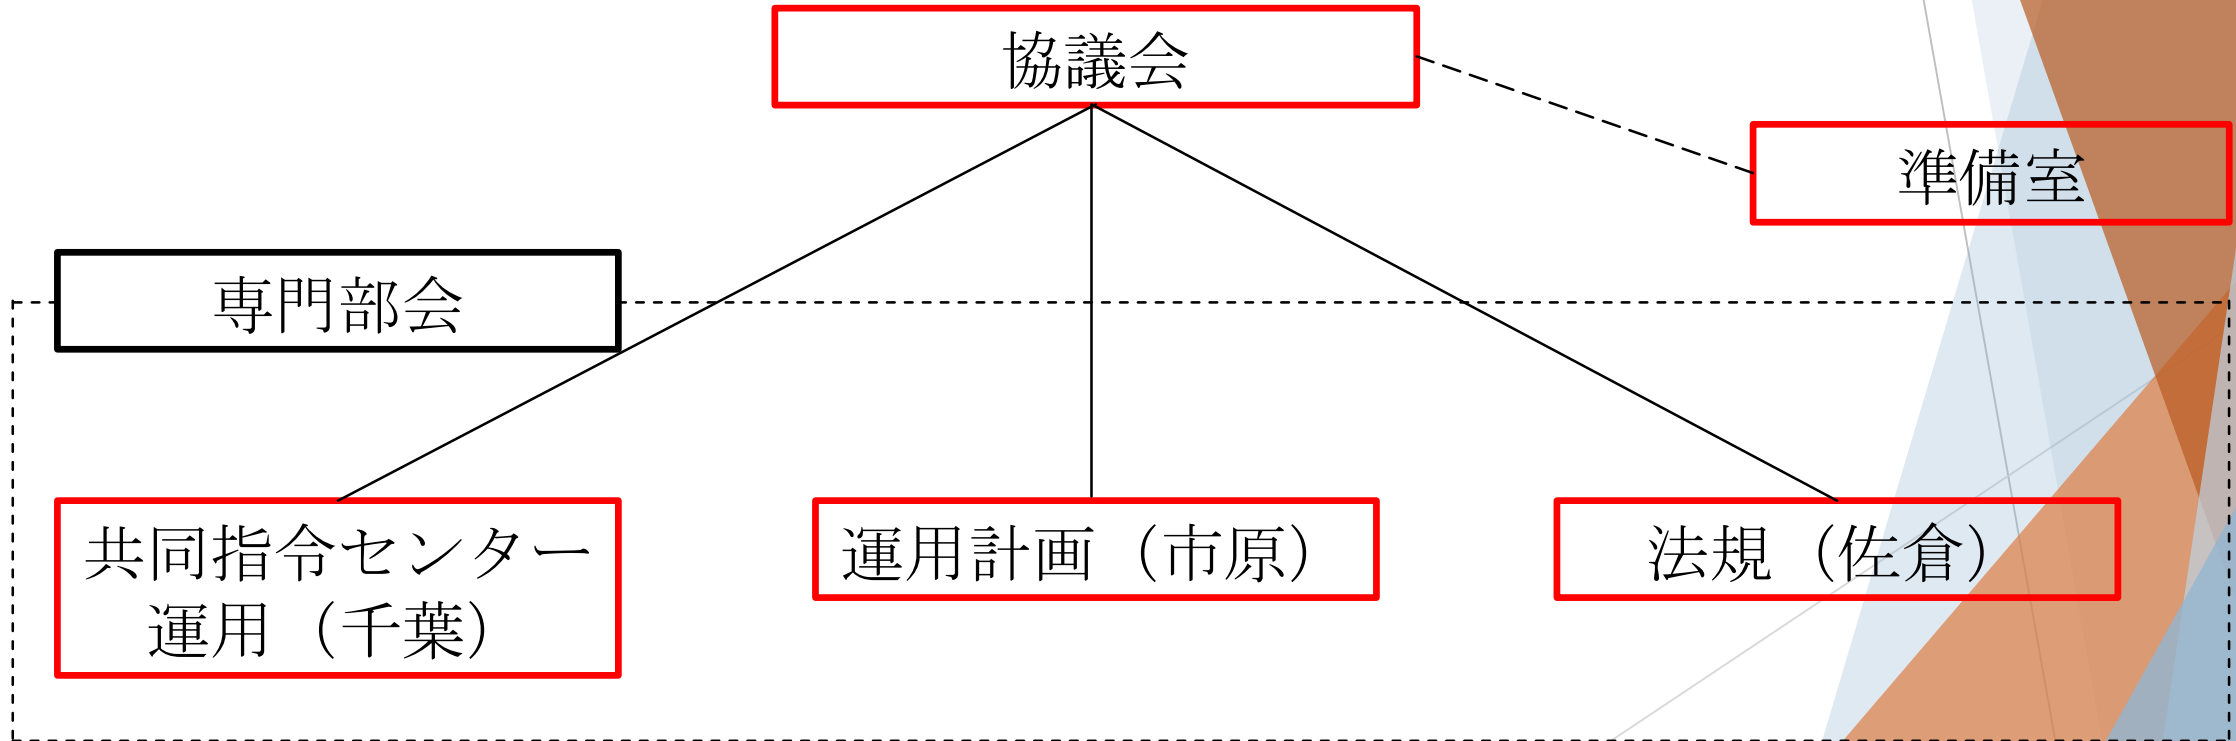 協議会
準備室
専門部会
共同指令センター
運用（千葉）
運用計画（市原）
法規（佐倉）